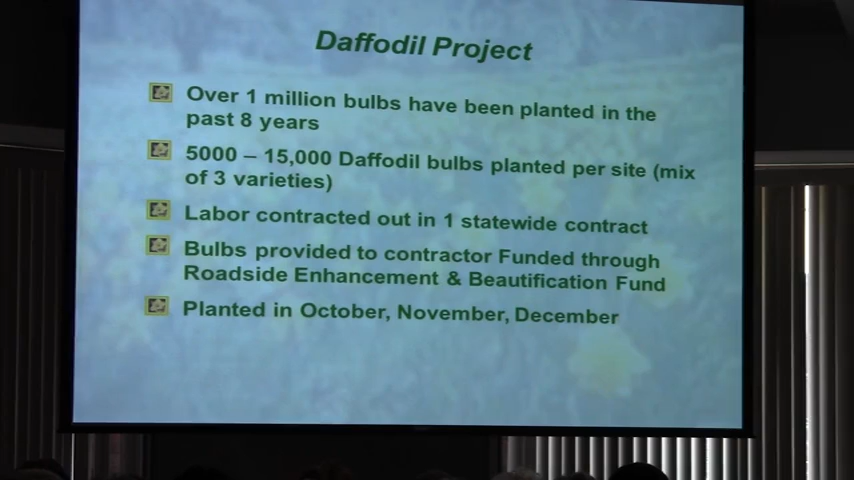 Daffodil Project
Over 1 million bulbs have been planted in the
past 8 years
5000 – 15,000 Daffodil bulbs planted per site (mix
of 3 varieties)
Labor contracted out in 1 statewide contract
Bulbs provided to contractor Funded through
Roadside Enhancement & Beautification Fund
Planted in October, November, December